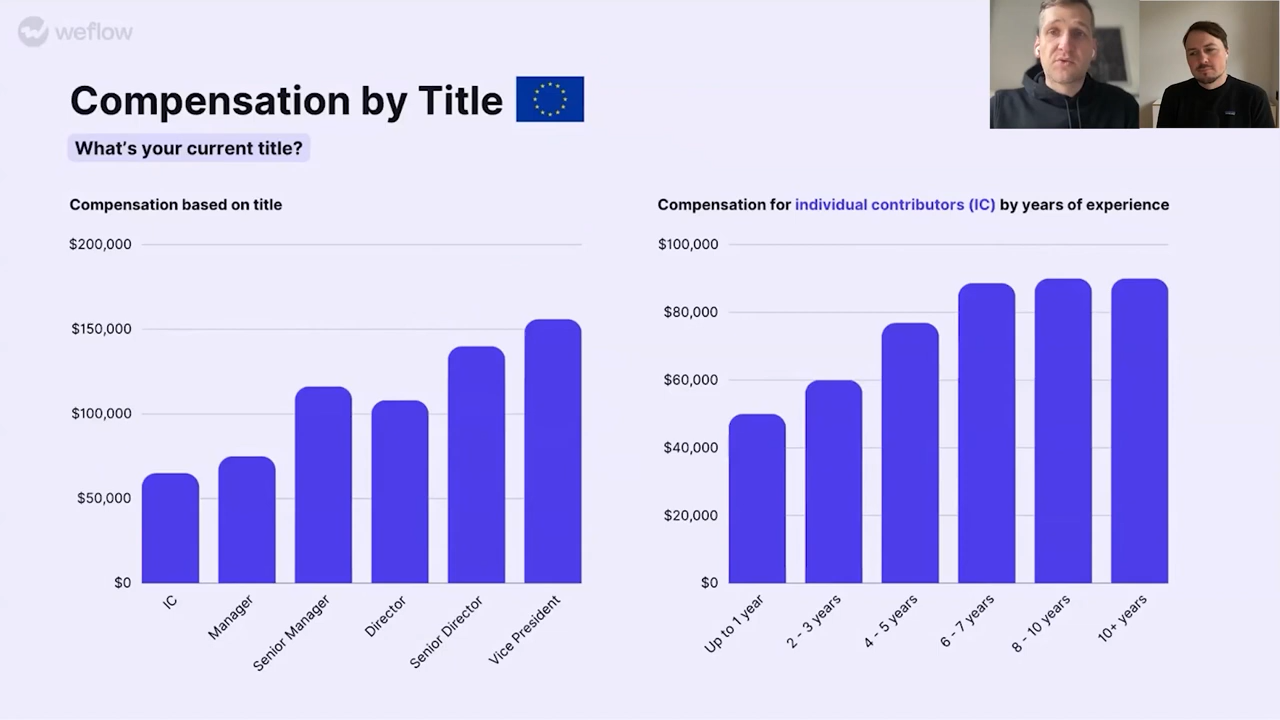 weflow
Compensation by Title
What's your current title?
Compensation based on title
$200,000
$150,000
$100,000
$50,000
$0
IC
Manager
Senior Manager
Director
Senior Director
Vice President
Compensation for individual contributors (IC) by years of experience
$100,000
$80,000
$60,000
$40,000
$20,000
$0
Up to 1 year
2 - 3 years
4 - 5 years
6 - 7 years
8 - 10 years
10+ years